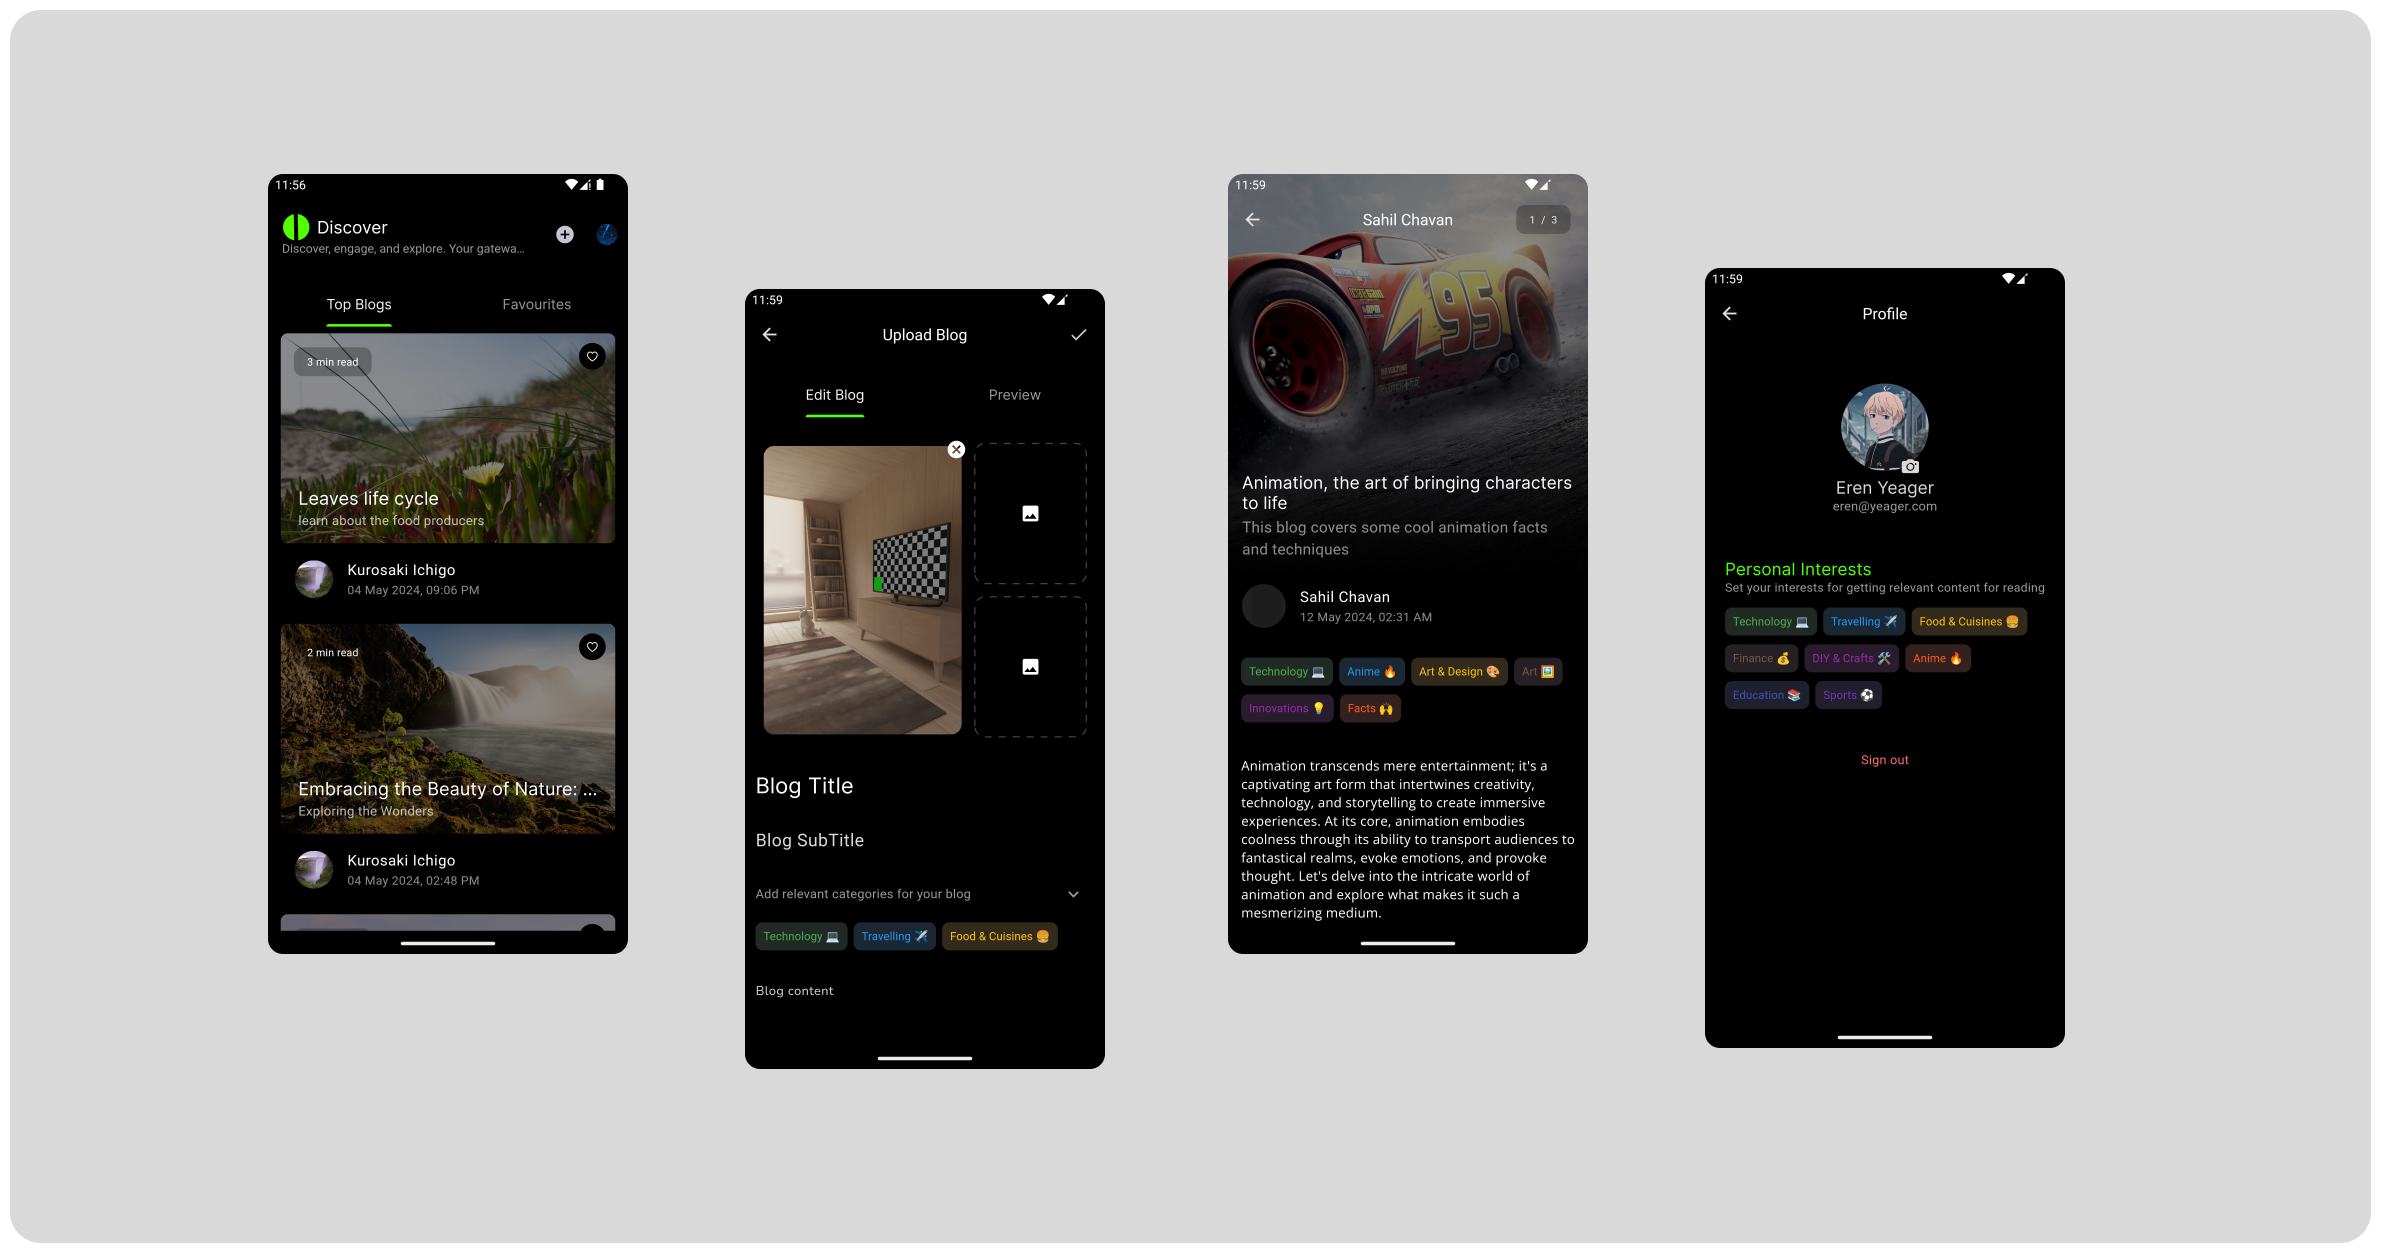 11:56
Discover
Discover, engage, and explore. Your gatewa...
Top Blogs
Favourites
3 min read
Leaves life cycle
learn about the food producers
Kurosaki Ichigo
04 May 2024, 09:06 PM
2 min read
Embracing the Beauty of Nature: ...
Exploring the Wonders
Kurosaki Ichigo
04 May 2024, 02:48 PM
11:59
Upload Blog
Edit Blog
Preview
Blog Title
Blog SubTitle
Add relevant categories for your blog
Technology 💻
Travelling ✈️
Food & Cuisines 🍔
Blog content
11:59
Sahil Chavan
1 / 3
95
Animation, the art of bringing characters
to life
This blog covers some cool animation facts
and techniques
Sahil Chavan
12 May 2024, 02:31 AM
Technology 💻
Anime 🔥
Art & Design 🎨
Art 🖼️
Innovations 💡
Facts 🙌
Animation transcends mere entertainment; it's a
captivating art form that intertwines creativity,
technology, and storytelling to create immersive
experiences. At its core, animation embodies
coolness through its ability to transport audiences to
fantastical realms, evoke emotions, and provoke
thought. Let's delve into the intricate world of
animation and explore what makes it such a
mesmerizing medium.
11:59
Profile
Eren Yeager
eren@yeager.com
Personal Interests
Set your interests for getting relevant content for reading
Technology 💻
Travelling ✈️
Food & Cuisines 🍔
Finance 💰
DIY & Crafts 🛠️
Anime 🔥
Education 📚
Sports ⚽
Sign out